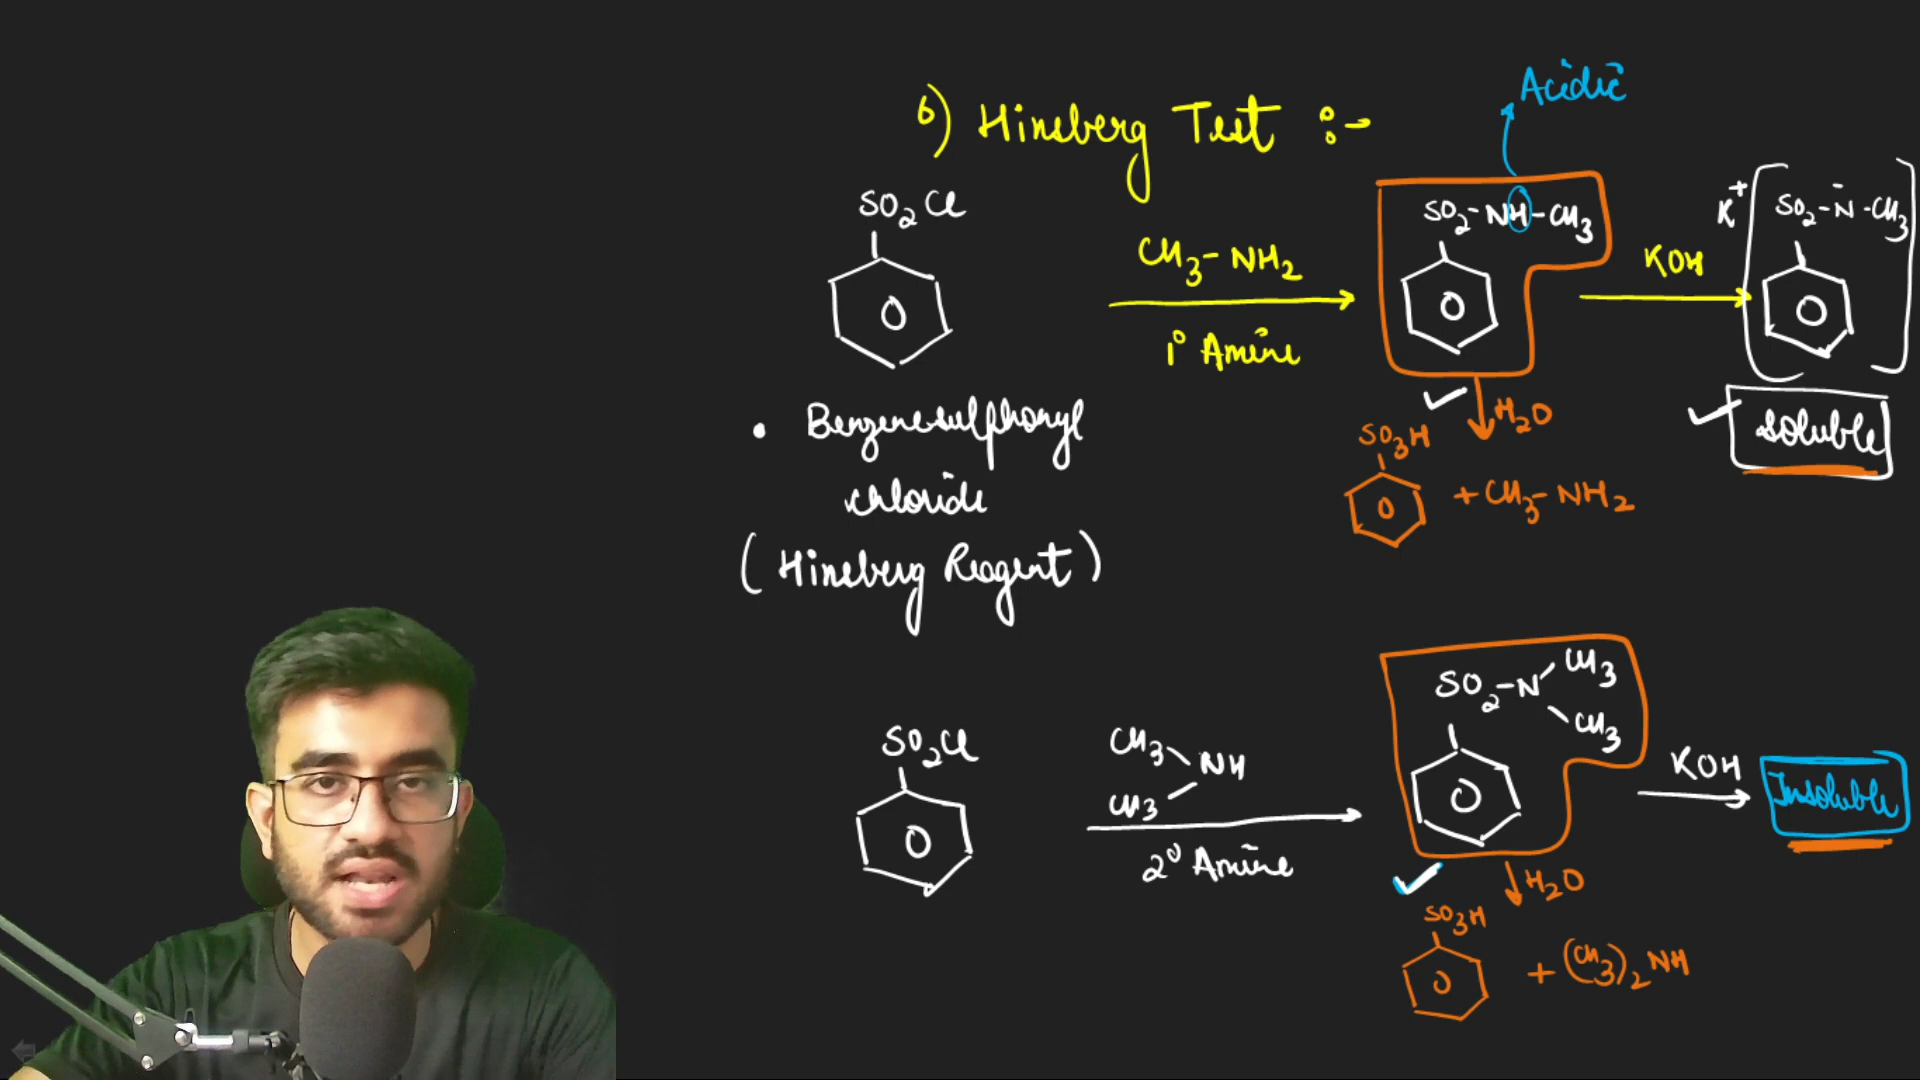 6) Hinsberg Test :-
Acidic
SO2Cl
CH3-NH2
1° Amine
SO2-NH-CH3
KOH
K+ [SO2-N̄-CH3]
soluble
H2O
SO3H
+ CH3-NH2
• Benzenesulphonyl
chloride
(Hinsberg Reagent)
SO2Cl
CH3
CH3
NH
2° Amine
SO2-N
CH3
CH3
KOH
Insoluble
H2O
SO3H
+ (CH3)2NH